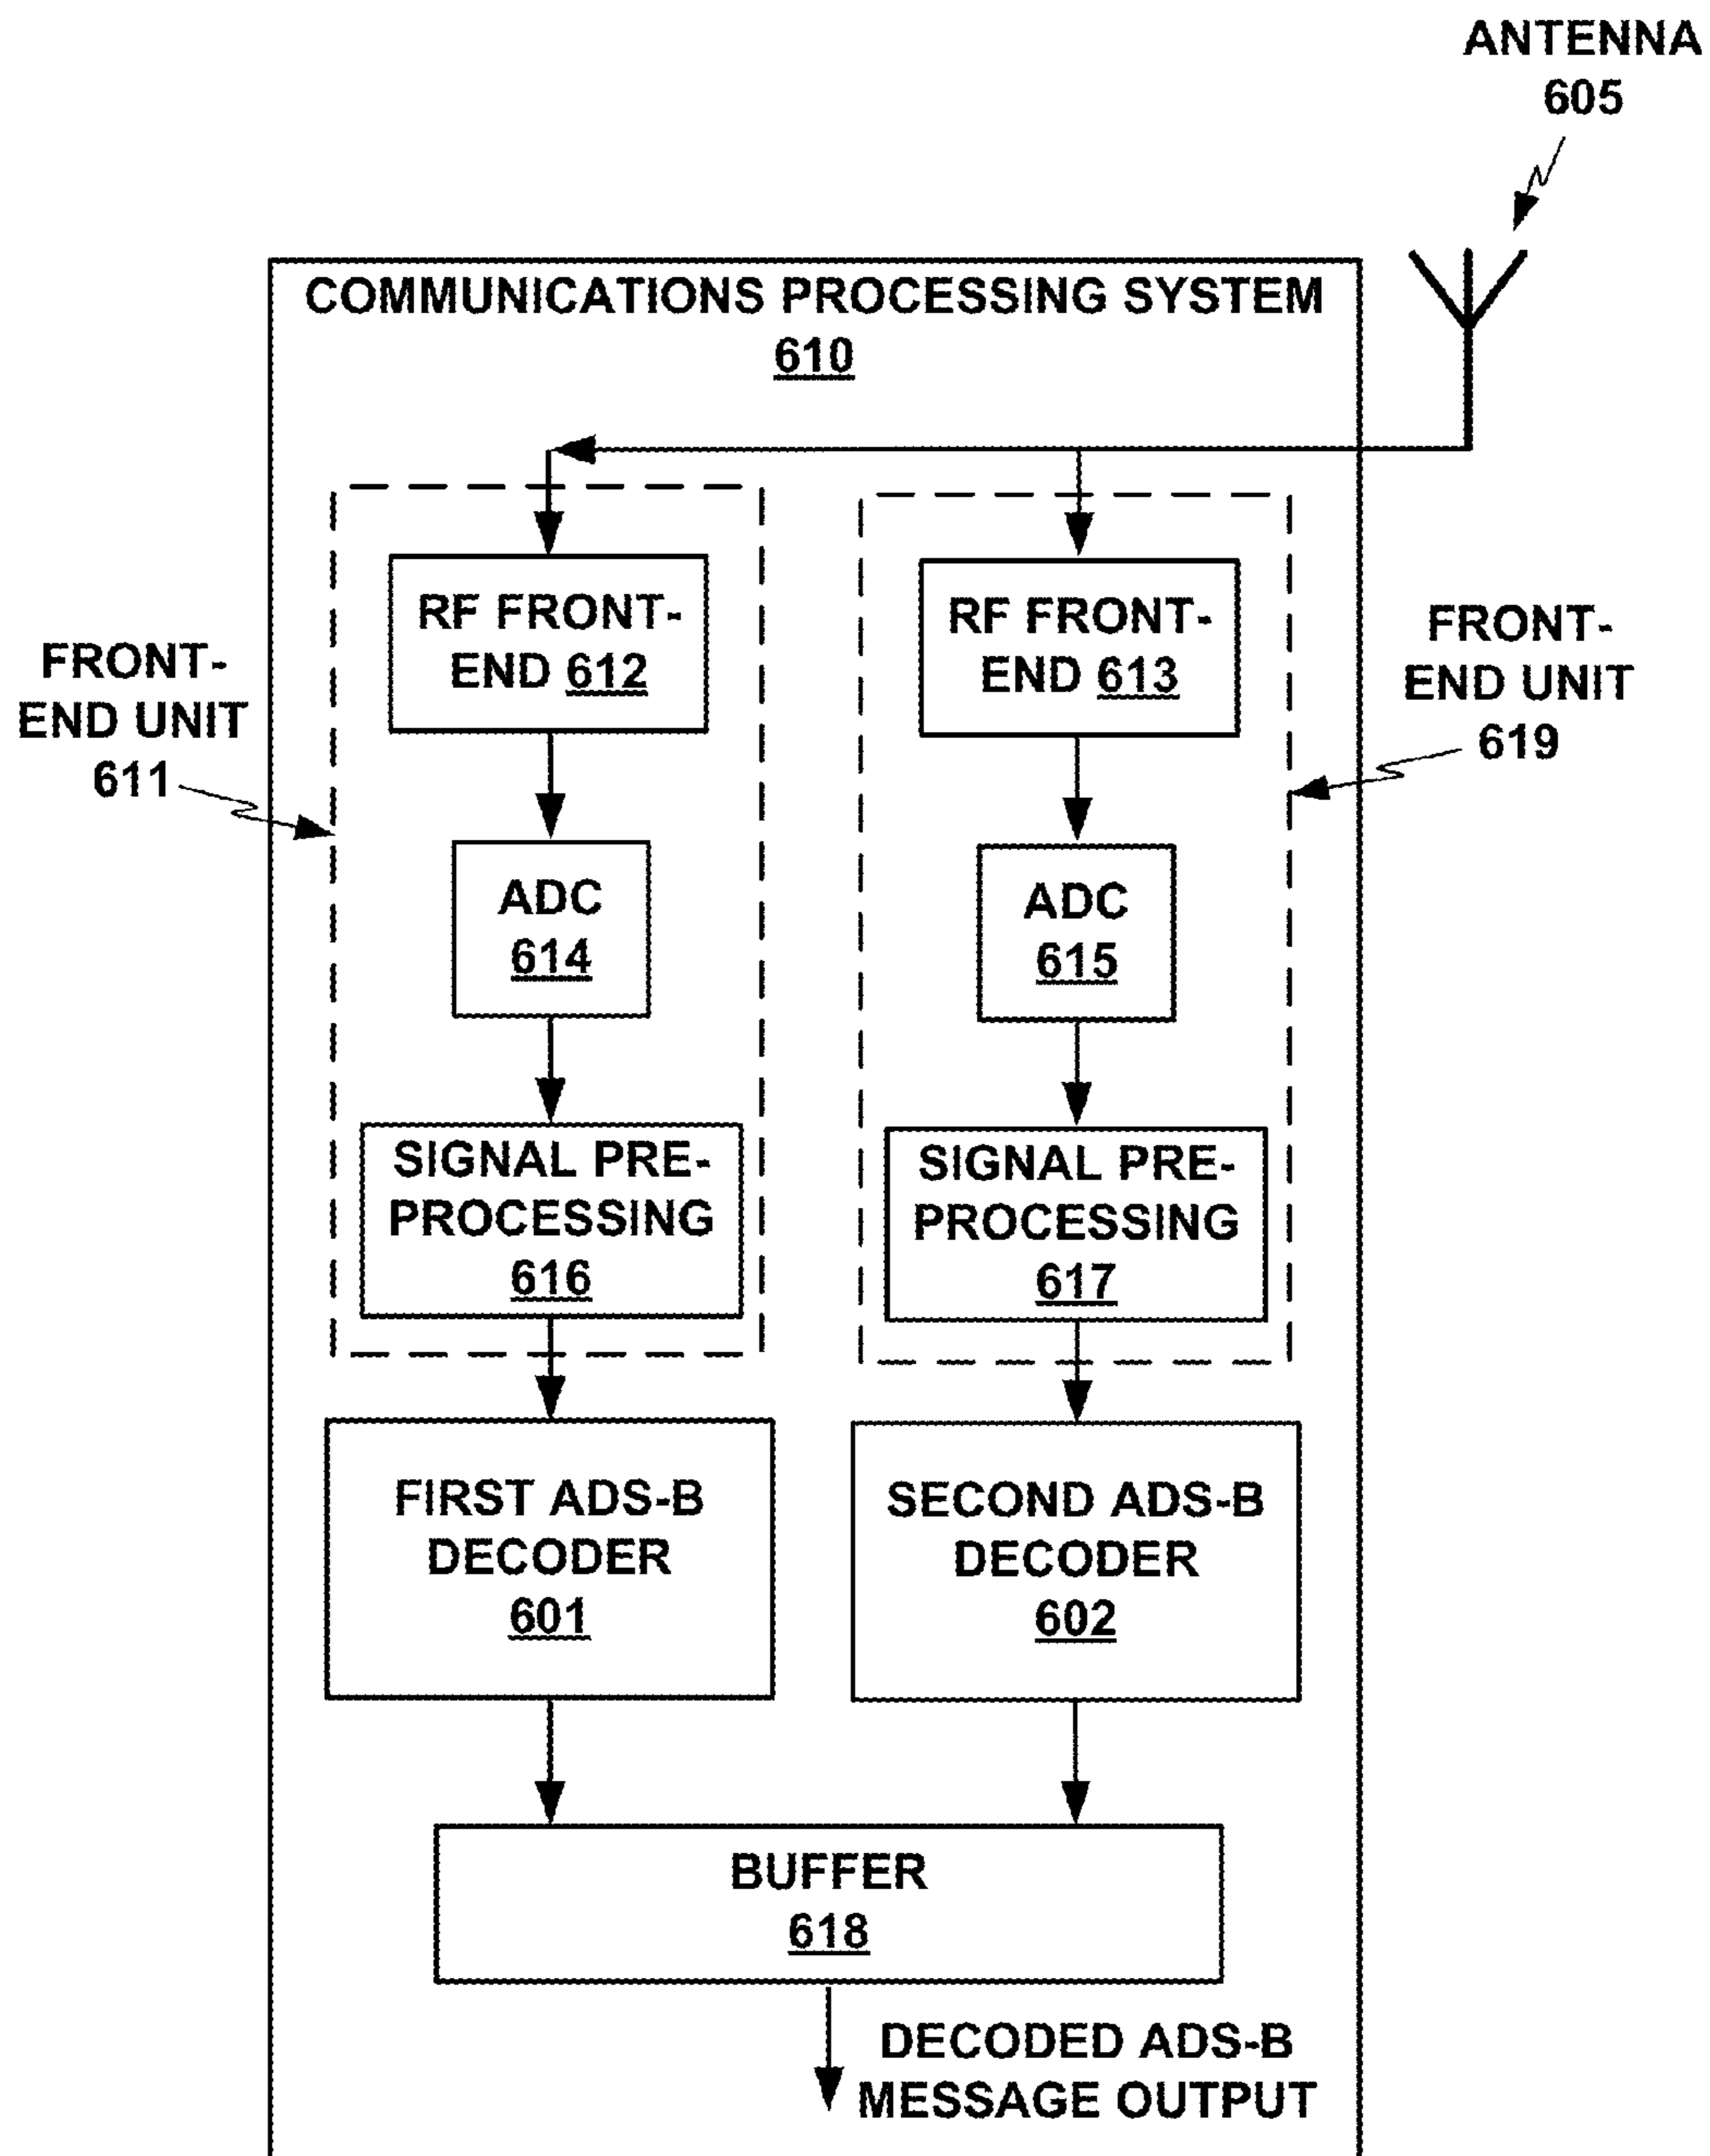 ANTENNA
605
COMMUNICATIONS PROCESSING SYSTEM
610
FRONT-
END UNIT
611
RF FRONT-
END 612
RF FRONT-
END 613
FRONT-
END UNIT
619
ADC
614
ADC
615
SIGNAL PRE-
PROCESSING
616
SIGNAL PRE-
PROCESSING
617
FIRST ADS-B
DECODER
601
SECOND ADS-B
DECODER
602
BUFFER
618
DECODED ADS-B
MESSAGE OUTPUT